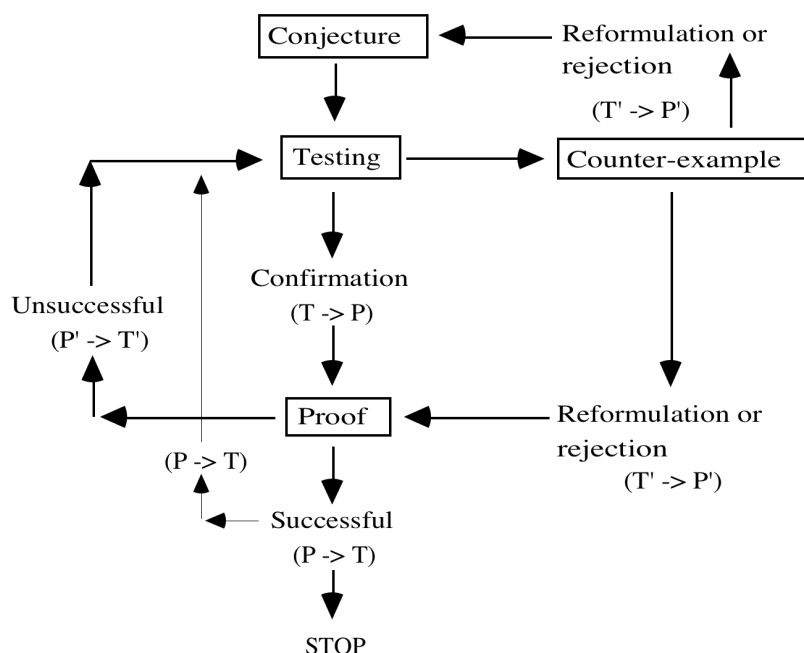 Conjecture
Reformulation or
rejection
(T' -> P')
Testing
Counter-example
Confirmation
(T -> P)
Unsuccessful
(P' -> T')
Proof
Reformulation or
rejection
(T' -> P')
(P -> T)
Successful
(P -> T)
STOP